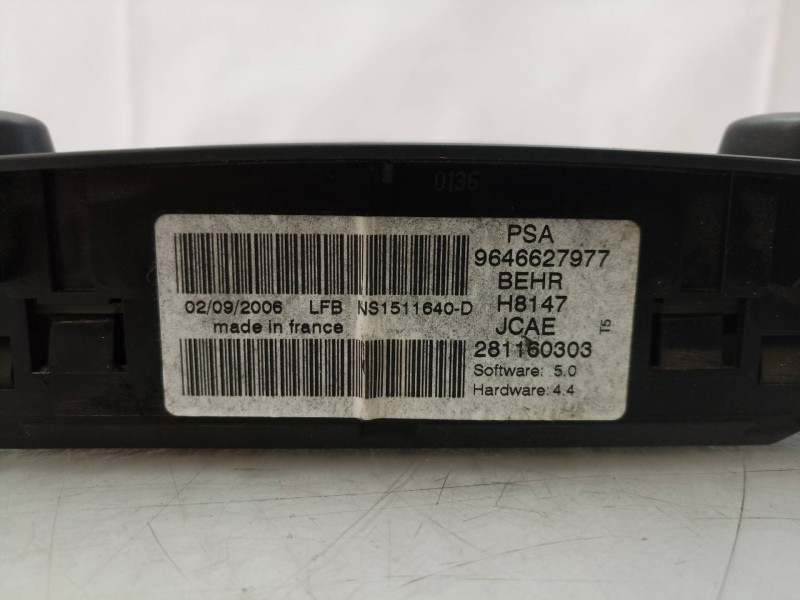 0136
PSA
9646627977
BEHR
02/09/2006 LFB NS1511640-D
H8147
made in france
JCAE
T5
281160303
Software: 5.0
Hardware: 4.4